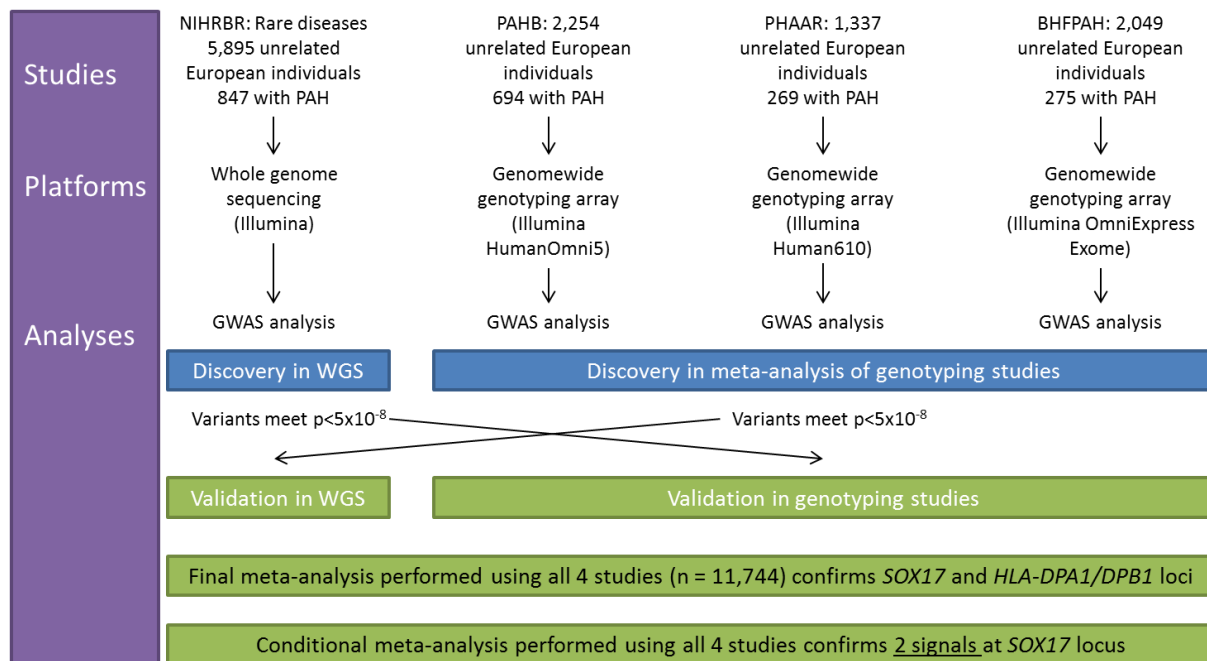 Studies
NIHRBR: Rare diseases
5,895 unrelated
European individuals
847 with PAH
PAHB: 2,254
unrelated European
individuals
694 with PAH
PHAAR: 1,337
unrelated European
individuals
269 with PAH
BHFPAH: 2,049
unrelated European
individuals
275 with PAH
Platforms
Whole genome
sequencing
(Illumina)
Genomewide
genotyping array
(Illumina
HumanOmni5)
Genomewide
genotyping array
(Illumina
Human610)
Genomewide
genotyping array
(Illumina OmniExpress
Exome)
Analyses
GWAS analysis
GWAS analysis
GWAS analysis
GWAS analysis
Discovery in WGS
Discovery in meta-analysis of genotyping studies
Variants meet p<5x10⁻⁸
Variants meet p<5x10⁻⁸
Validation in WGS
Validation in genotyping studies
Final meta-analysis performed using all 4 studies (n = 11,744) confirms SOX17 and HLA-DPA1/DPB1 loci
Conditional meta-analysis performed using all 4 studies confirms 2 signals at SOX17 locus